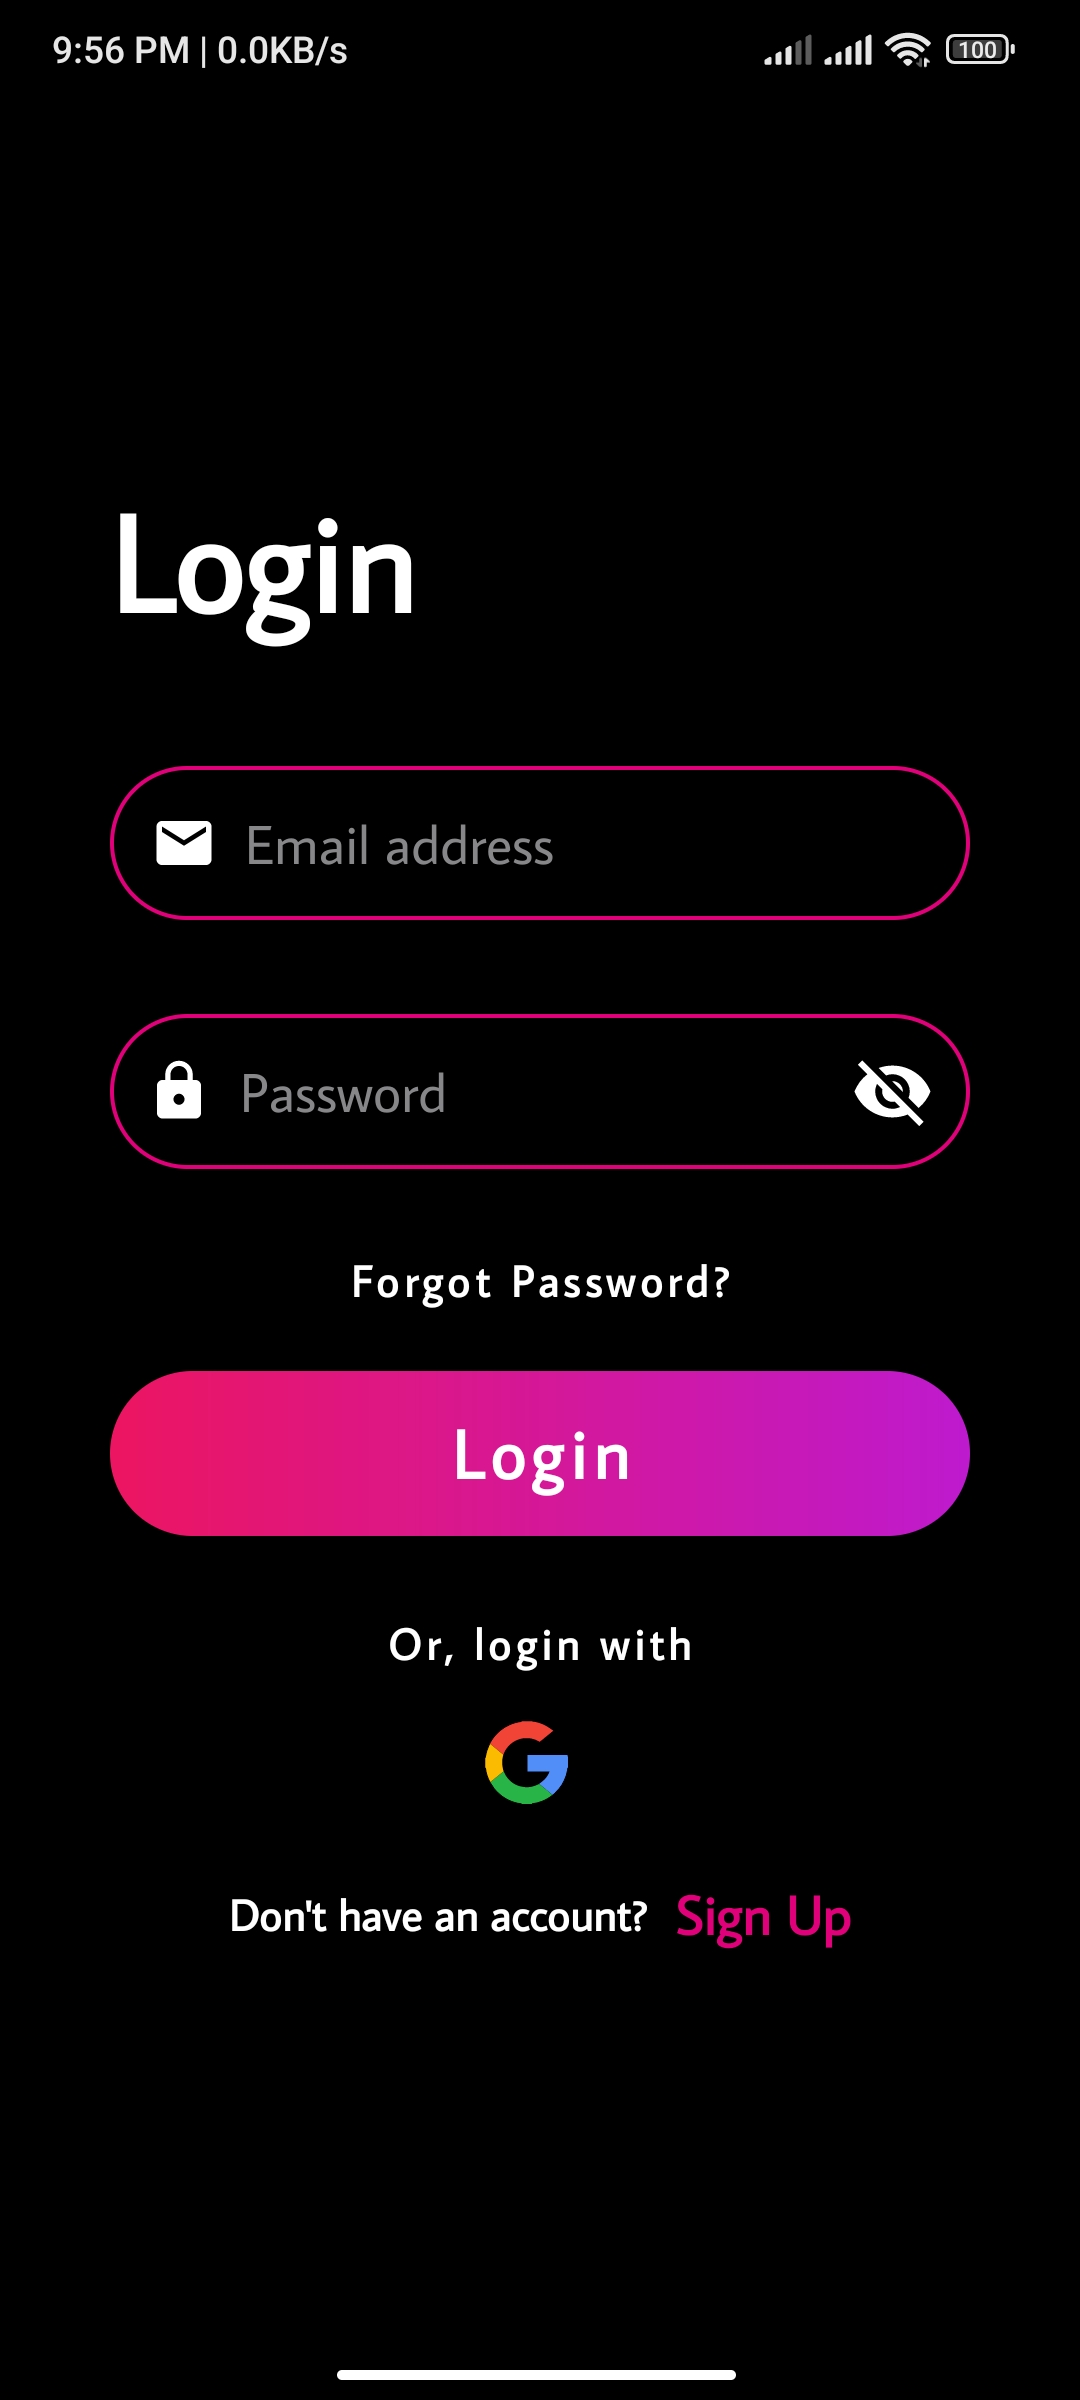 9:56 PM | 0.0KB/s 100
Login
Email address
Password
Forgot Password?
Login
Or, login with
Don't have an account? Sign Up